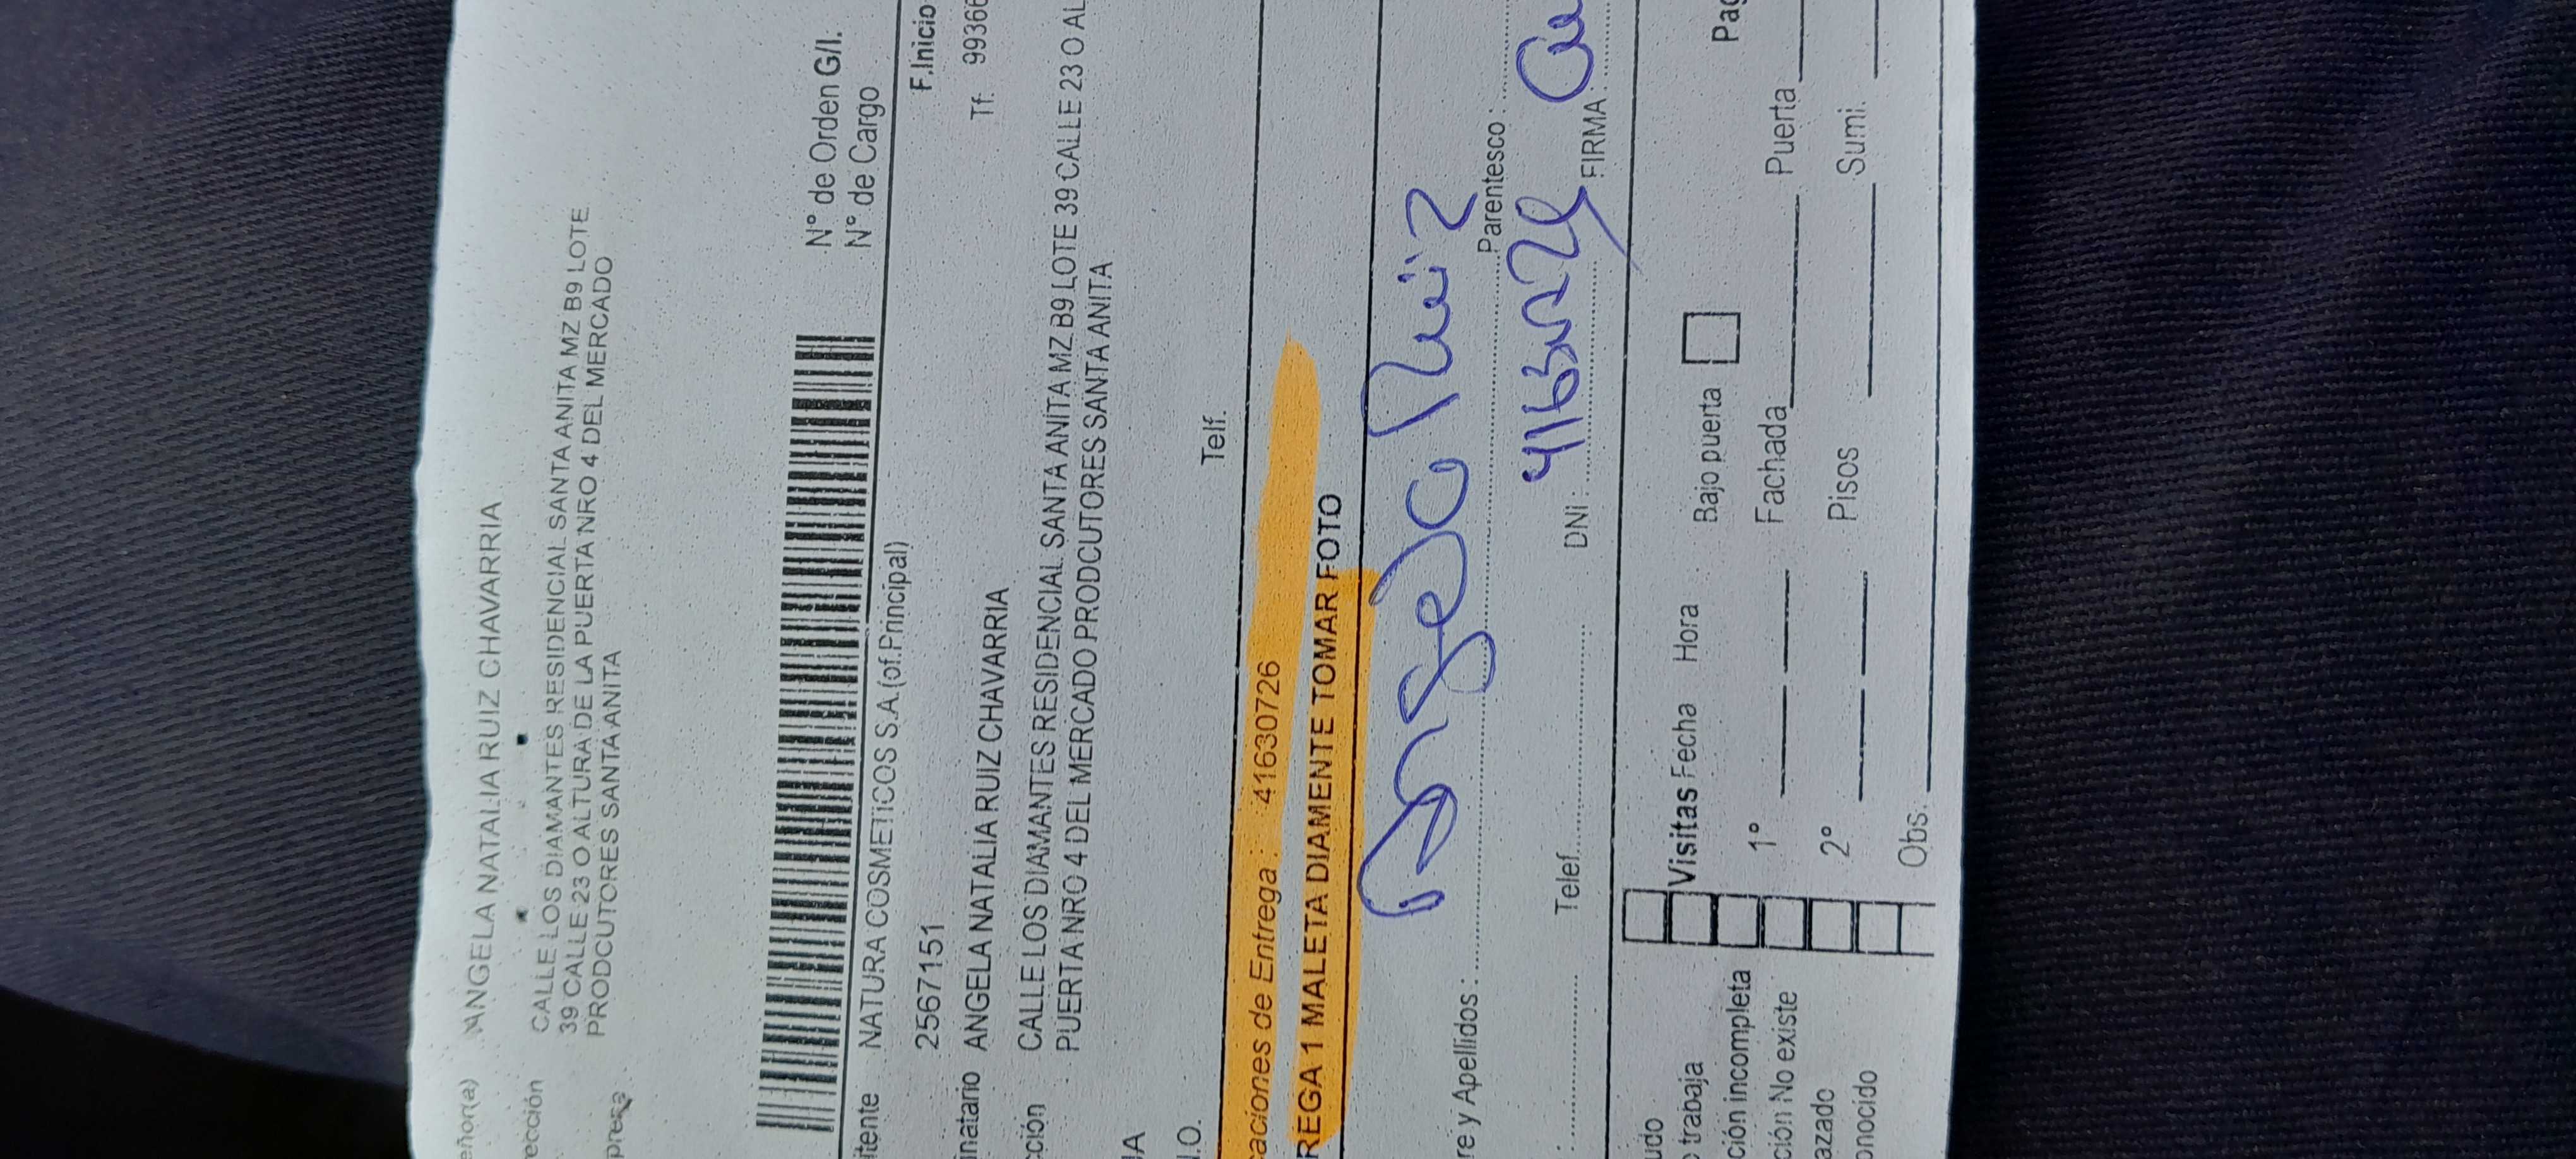 eñor(a) ANGELA NATALIA RUIZ CHAVARRIA
rección CALLE LOS DIAMANTES RESIDENCIAL SANTA ANITA MZ B9 LOTE
39 CALLE 23 O ALTURA DE LA PUERTA NRO 4 DEL MERCADO
presa PRODCUTORES SANTA ANITA
N° de Orden G/I.
N° de Cargo
itente NATURA COSMETICOS S.A.(of.Principal)
2567151 F.Inicio
inatario ANGELA NATALIA RUIZ CHAVARRIA Tf. 99366
cción CALLE LOS DIAMANTES RESIDENCIAL SANTA ANITA MZ B9 LOTE 39 CALLE 23 O AL
PUERTA NRO 4 DEL MERCADO PRODCUTORES SANTA ANITA
IA
I.O. Telf.
aciones de Entrega : 41630726
REGA 1 MALETA DIAMENTE TOMAR FOTO
re y Apellidos : Angela Ruiz Parentesco :
: Telef. DNI : FIRMA :
udo Visitas Fecha Hora Bajo puerta Pag
o trabaja
ción incompleta 1° Fachada Puerta
ción No existe
azado 2° Pisos Sumi.
onocido Obs.